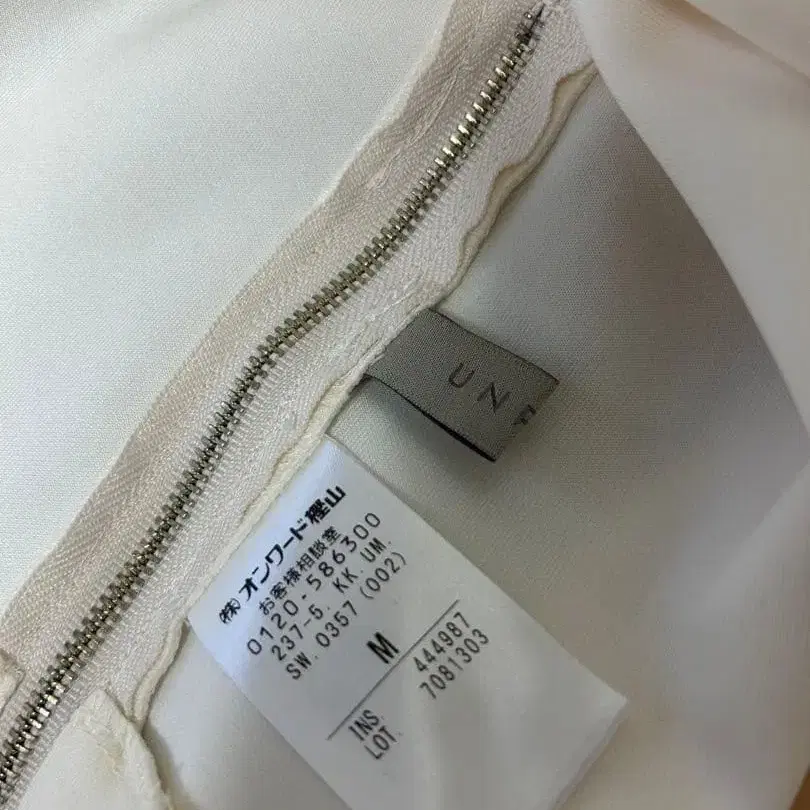 UN
(株)オンワード樫山
お客様相談室
0120-586300
237-5. KK. UM.
SW. 0357 (002)
M
INS. 444987
LOT. 7081303